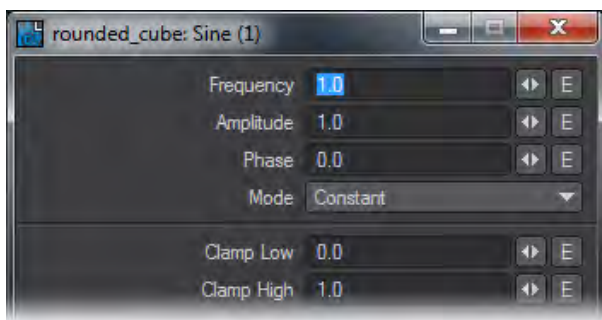 rounded_cube: Sine (1)
Frequency 1.0 E
Amplitude 1.0 E
Phase 0.0 E
Mode Constant
Clamp Low 0.0 E
Clamp High 1.0 E